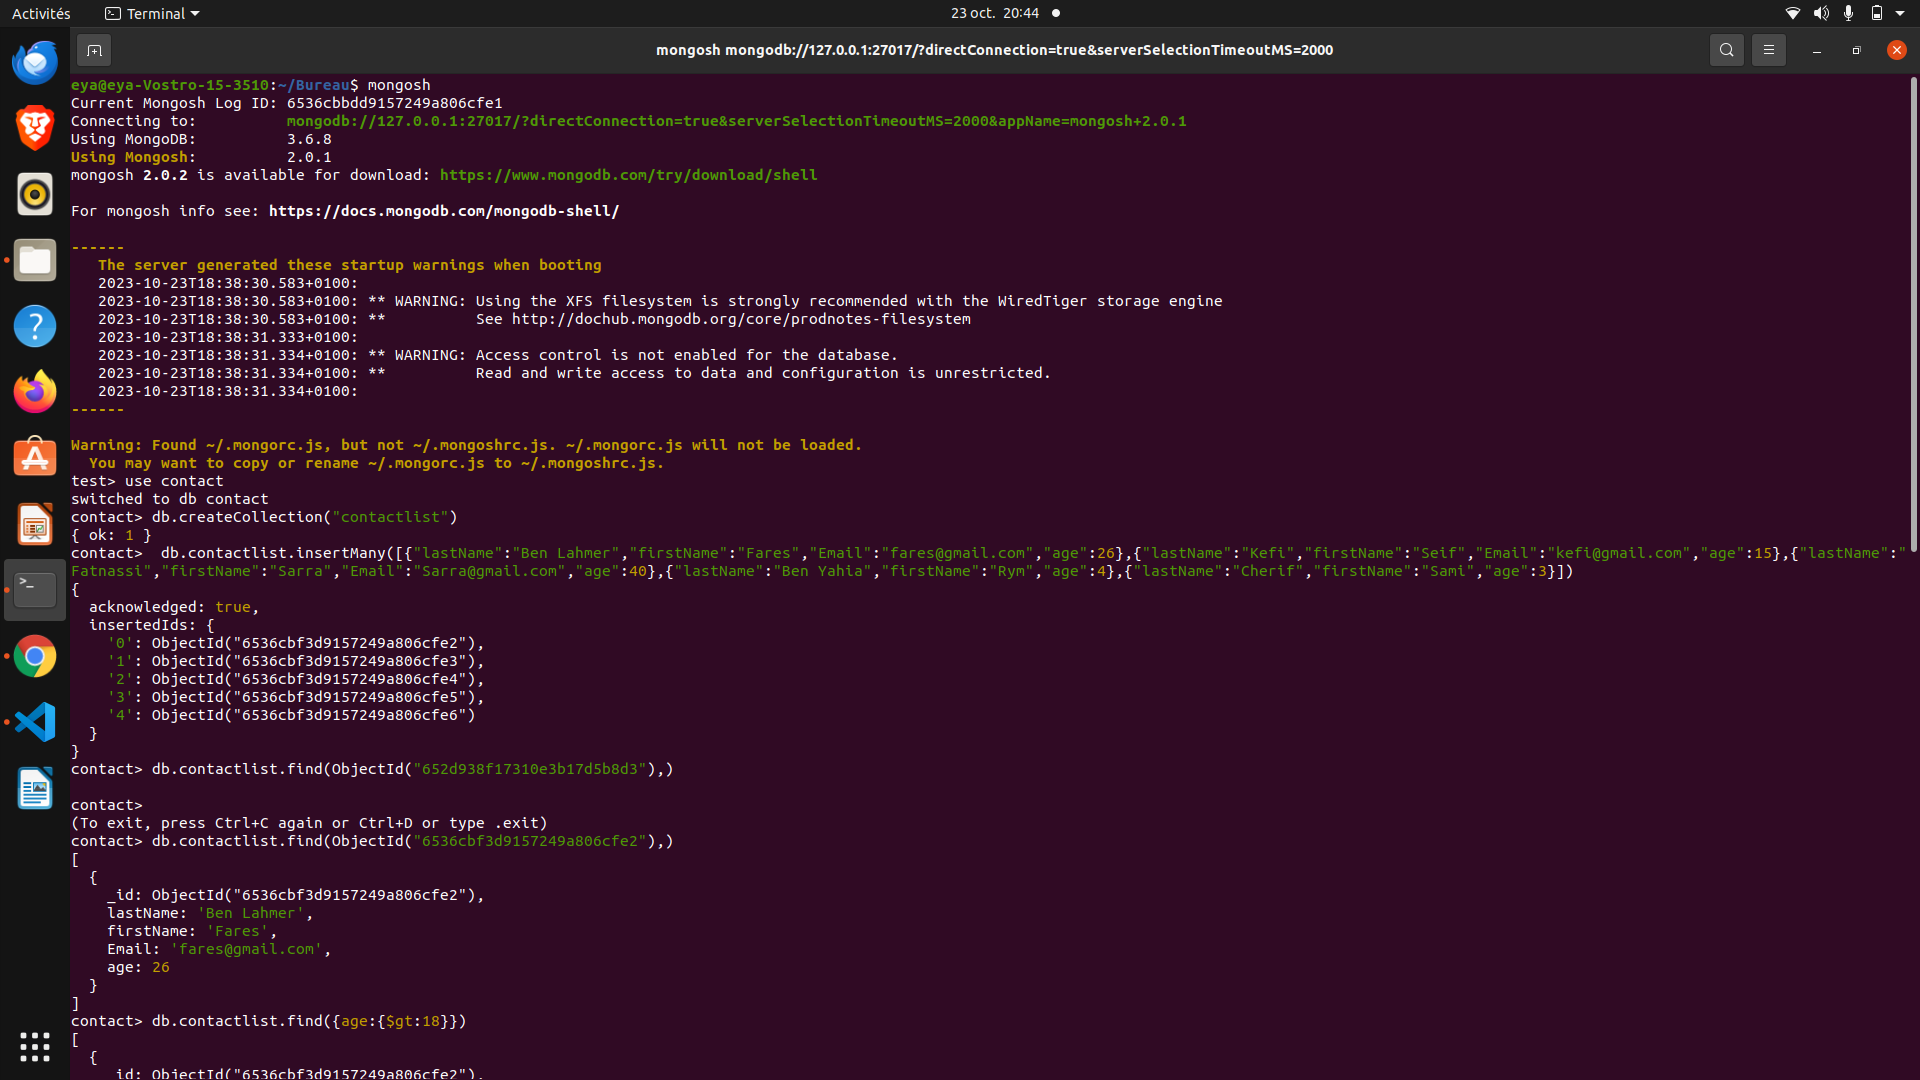 Activités
Terminal
23 oct. 20:44
mongosh mongodb://127.0.0.1:27017/?directConnection=true&serverSelectionTimeoutMS=2000
eya@eya-Vostro-15-3510:~/Bureau$ mongosh
Current Mongosh Log ID: 6536cbbdd9157249a806cfe1
Connecting to:          mongodb://127.0.0.1:27017/?directConnection=true&serverSelectionTimeoutMS=2000&appName=mongosh+2.0.1
Using MongoDB:          3.6.8
Using Mongosh:          2.0.1
mongosh 2.0.2 is available for download: https://www.mongodb.com/try/download/shell
For mongosh info see: https://docs.mongodb.com/mongodb-shell/
------
   The server generated these startup warnings when booting
   2023-10-23T18:38:30.583+0100:
   2023-10-23T18:38:30.583+0100: ** WARNING: Using the XFS filesystem is strongly recommended with the WiredTiger storage engine
   2023-10-23T18:38:30.583+0100: **          See http://dochub.mongodb.org/core/prodnotes-filesystem
   2023-10-23T18:38:31.333+0100:
   2023-10-23T18:38:31.334+0100: ** WARNING: Access control is not enabled for the database.
   2023-10-23T18:38:31.334+0100: **          Read and write access to data and configuration is unrestricted.
   2023-10-23T18:38:31.334+0100:
------
Warning: Found ~/.mongorc.js, but not ~/.mongoshrc.js. ~/.mongorc.js will not be loaded.
  You may want to copy or rename ~/.mongorc.js to ~/.mongoshrc.js.
test> use contact
switched to db contact
contact> db.createCollection("contactlist")
{ ok: 1 }
contact>  db.contactlist.insertMany([{"lastName":"Ben Lahmer","firstName":"Fares","Email":"fares@gmail.com","age":26},{"lastName":"Kefi","firstName":"Seif","Email":"kefi@gmail.com","age":15},{"lastName":"
Fatnassi","firstName":"Sarra","Email":"Sarra@gmail.com","age":40},{"lastName":"Ben Yahia","firstName":"Rym","age":4},{"lastName":"Cherif","firstName":"Sami","age":3}])
{
  acknowledged: true,
  insertedIds: {
    '0': ObjectId("6536cbf3d9157249a806cfe2"),
    '1': ObjectId("6536cbf3d9157249a806cfe3"),
    '2': ObjectId("6536cbf3d9157249a806cfe4"),
    '3': ObjectId("6536cbf3d9157249a806cfe5"),
    '4': ObjectId("6536cbf3d9157249a806cfe6")
  }
}
contact> db.contactlist.find(ObjectId("652d938f17310e3b17d5b8d3"),)
contact>
(To exit, press Ctrl+C again or Ctrl+D or type .exit)
contact> db.contactlist.find(ObjectId("6536cbf3d9157249a806cfe2"),)
[
  {
    _id: ObjectId("6536cbf3d9157249a806cfe2"),
    lastName: 'Ben Lahmer',
    firstName: 'Fares',
    Email: 'fares@gmail.com',
    age: 26
  }
]
contact> db.contactlist.find({age:{$gt:18}})
[
  {
    _id: ObjectId("6536cbf3d9157249a806cfe2"),